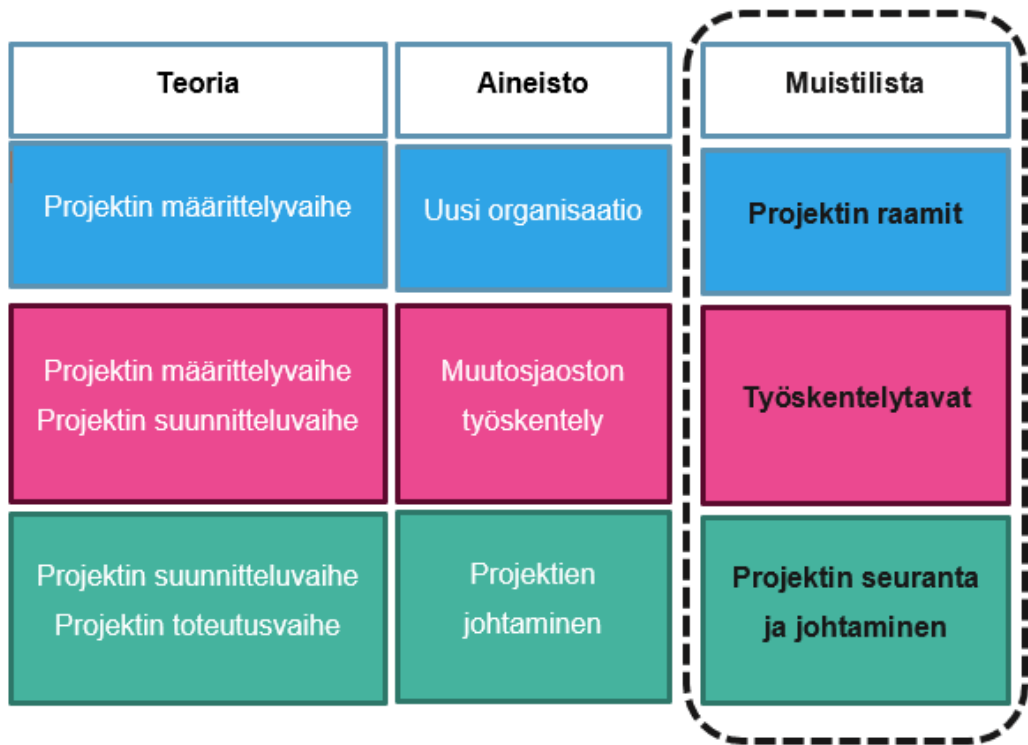 Teoria
Aineisto
Muistilista
Projektin määrittelyvaihe
Uusi organisaatio
Projektin raamit
Projektin määrittelyvaihe
Projektin suunnitteluvaihe
Muutosjaoston
työskentely
Työskentelytavat
Projektin suunnitteluvaihe
Projektin toteutusvaihe
Projektien
johtaminen
Projektin seuranta
ja johtaminen